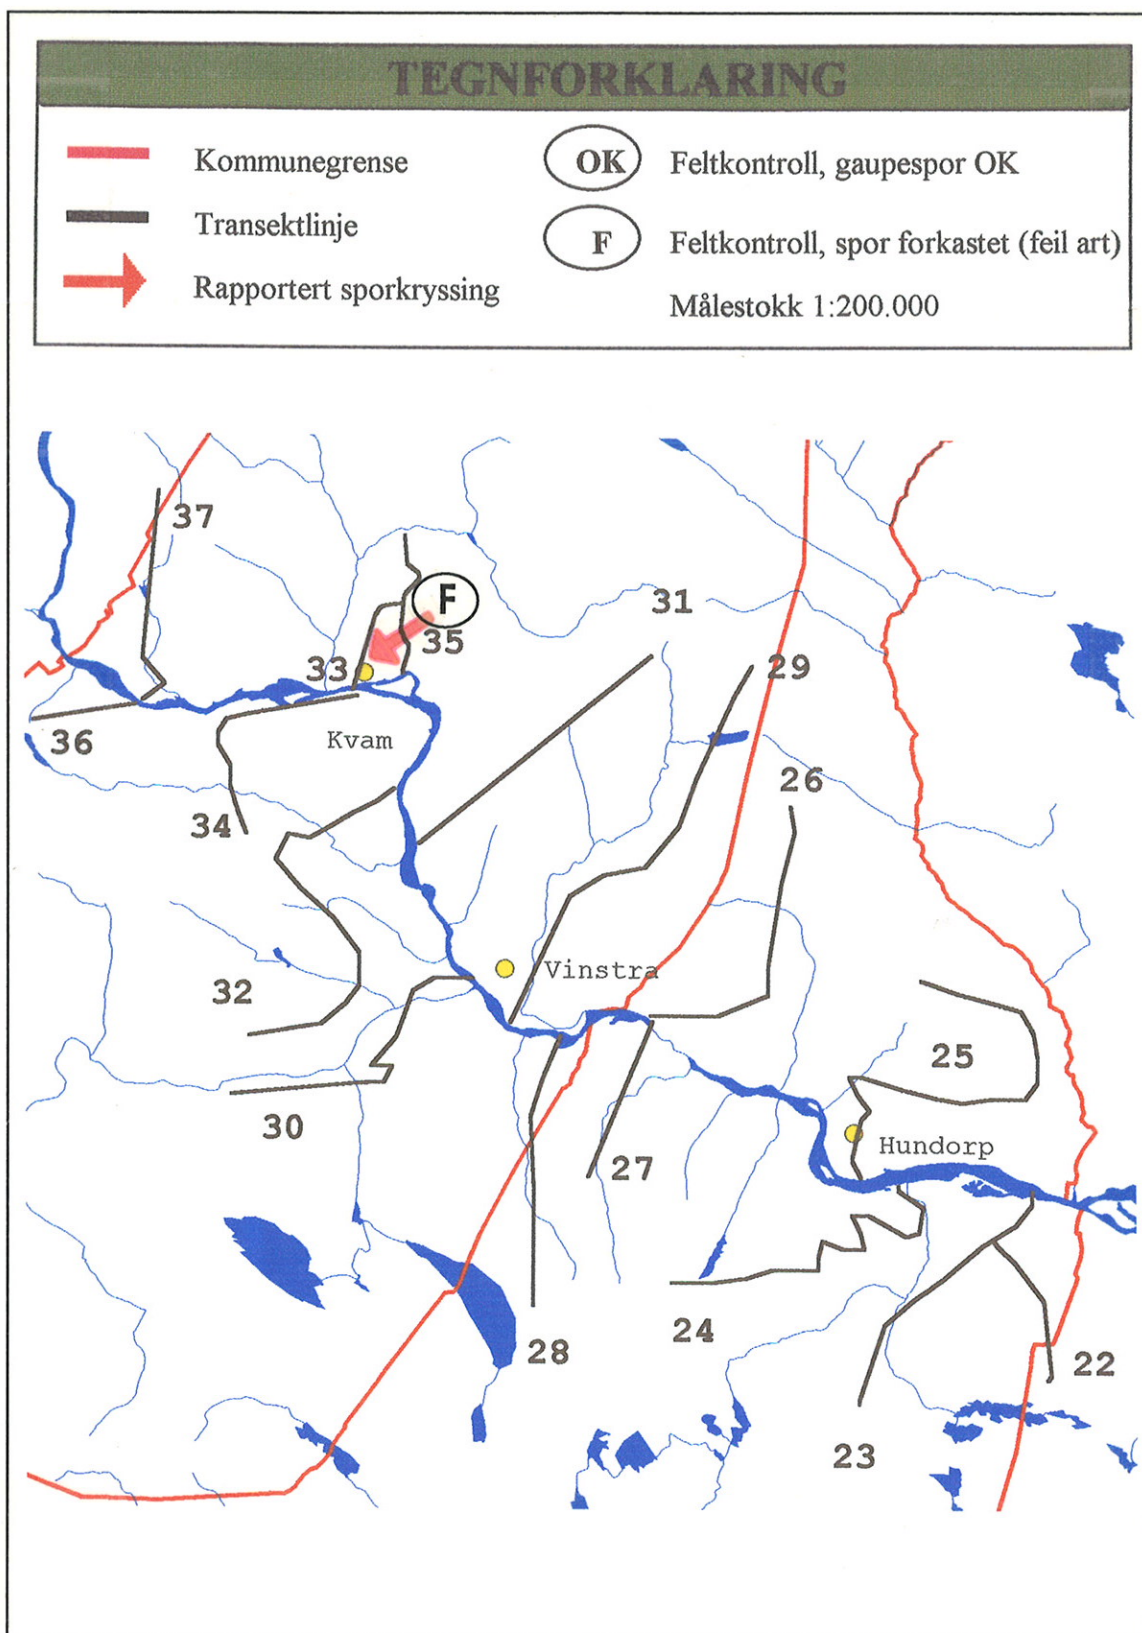 TEGNFORKLARING
Kommunegrense
OK Feltkontroll, gaupespor OK
Transektlinje
F Feltkontroll, spor forkastet (feil art)
Rapportert sporkryssing
Målestokk 1:200.000
37
F
31
35
33
29
Kvam
36
26
34
Vinstra
32
25
30
Hundorp
27
24
28
22
23